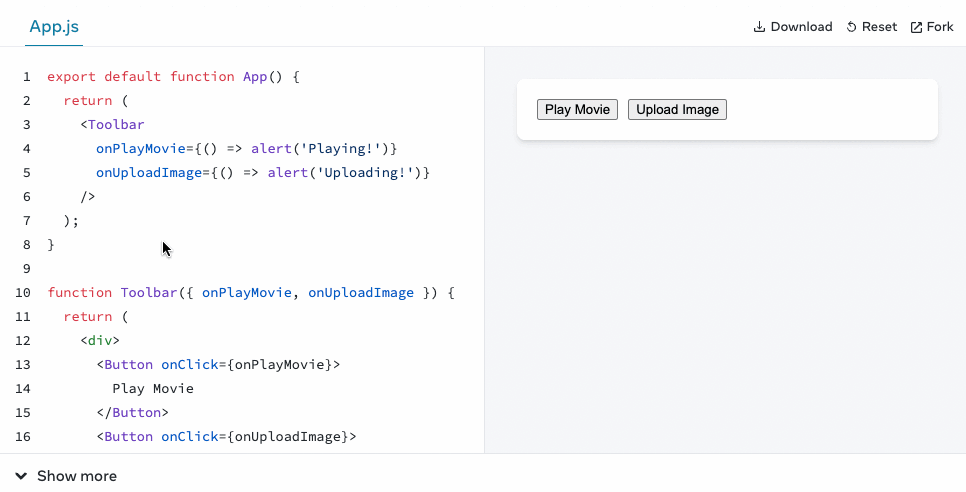 App.js
Download
Reset
Fork
1 export default function App() {
2   return (
3     <Toolbar
4       onPlayMovie={() => alert('Playing!')}
5       onUploadImage={() => alert('Uploading!')}
6     />
7   );
8 }
9
10 function Toolbar({ onPlayMovie, onUploadImage }) {
11   return (
12     <div>
13       <Button onClick={onPlayMovie}>
14         Play Movie
15       </Button>
16       <Button onClick={onUploadImage}>
Play Movie
Upload Image
Show more